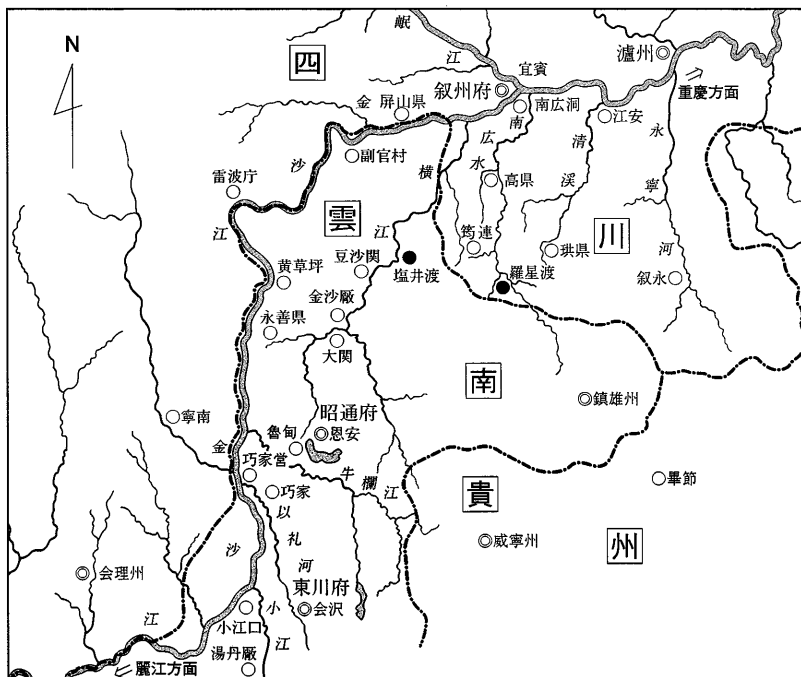 N
四
川
雲
南
貴
州
岷
江
宜賓
叙州府
瀘州
重慶方面
金
屏山県
南広洞
江安
沙
副官村
横
南
広
水
清
渓
永
寧
河
雷波庁
高県
江
江
豆沙関
筠連
珙県
黄草坪
塩井渡
羅星渡
叙永
金沙厰
永善県
大関
鎮雄州
寧南
昭通府
魯甸
恩安
金
巧家営
牛
欄
江
畢節
巧家
以
礼
河
威寧州
沙
会理州
東川府
会沢
江
小江口
小
江
湯丹厰
麗江方面